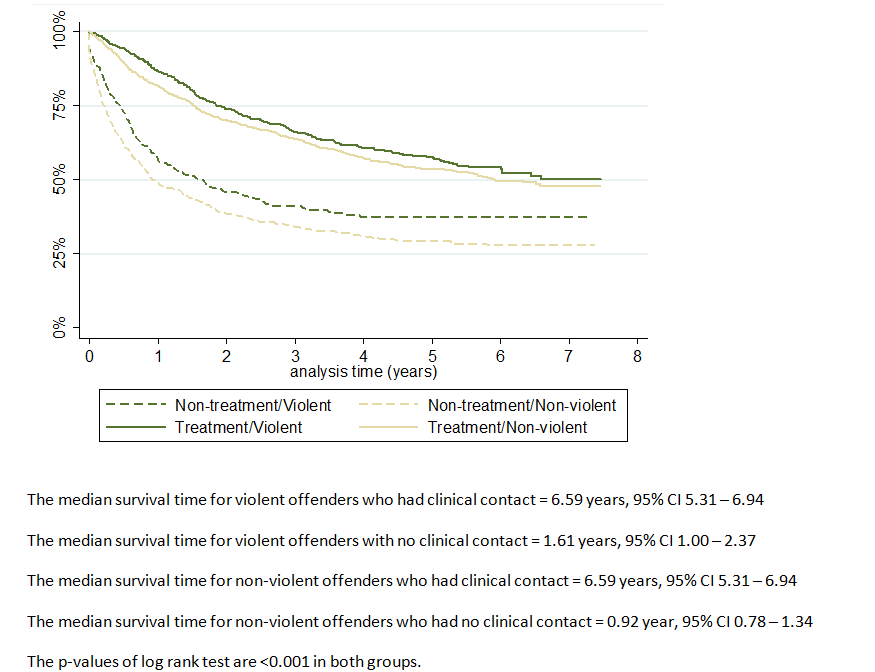 100%
75%
50%
25%
0%
0 1 2 3 4 5 6 7 8
analysis time (years)
Non-treatment/Violent Non-treatment/Non-violent
Treatment/Violent Treatment/Non-violent
The median survival time for violent offenders who had clinical contact = 6.59 years, 95% CI 5.31 – 6.94
The median survival time for violent offenders with no clinical contact = 1.61 years, 95% CI 1.00 – 2.37
The median survival time for non-violent offenders who had clinical contact = 6.59 years, 95% CI 5.31 – 6.94
The median survival time for non-violent offenders who had no clinical contact = 0.92 year, 95% CI 0.78 – 1.34
The p-values of log rank test are <0.001 in both groups.